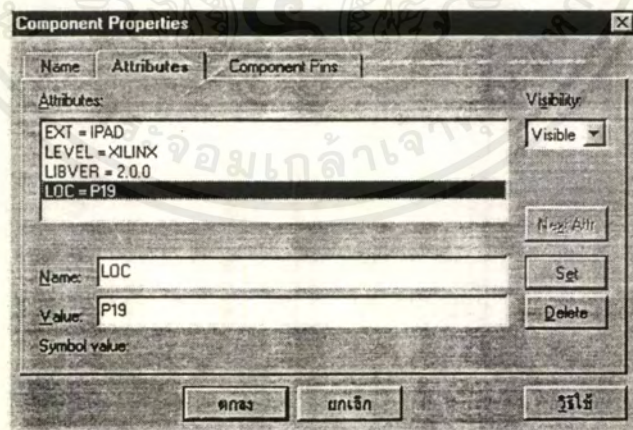 Component Properties
Name Attributes Component Pins
Attributes:
Visibility:
EXT = IPAD
LEVEL = XILINX
LIBVER = 2.0.0
LOC = P19
Visible
New Attr
Name: LOC
Set
Value: P19
Delete
Symbol value:
ตกลง ยกเลิก วิธีใช้